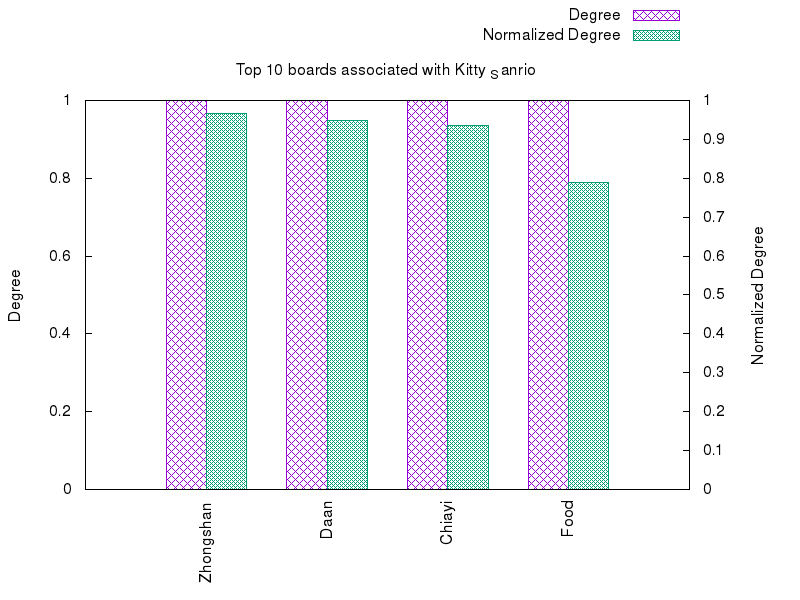 Degree
Normalized Degree
Top 10 boards associated with Kitty Sanrio
1
0.8
0.6
0.4
0.2
0
1
0.9
0.8
0.7
0.6
0.5
0.4
0.3
0.2
0.1
0
Degree
Normalized Degree
Zhongshan
Daan
Chiayi
Food